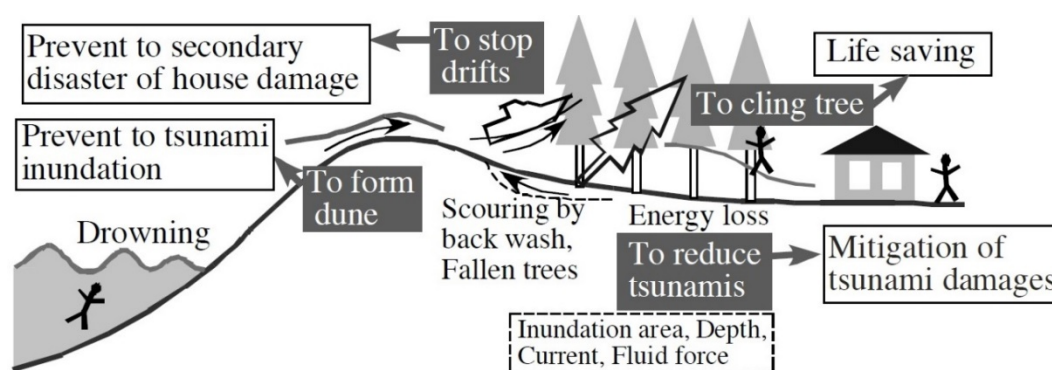 Prevent to secondary
disaster of house damage
To stop
drifts
Life saving
To cling tree
Prevent to tsunami
inundation
To form
dune
Drowning
Scouring by
back wash,
Fallen trees
Energy loss
To reduce
tsunamis
Mitigation of
tsunami damages
Inundation area, Depth,
Current, Fluid force